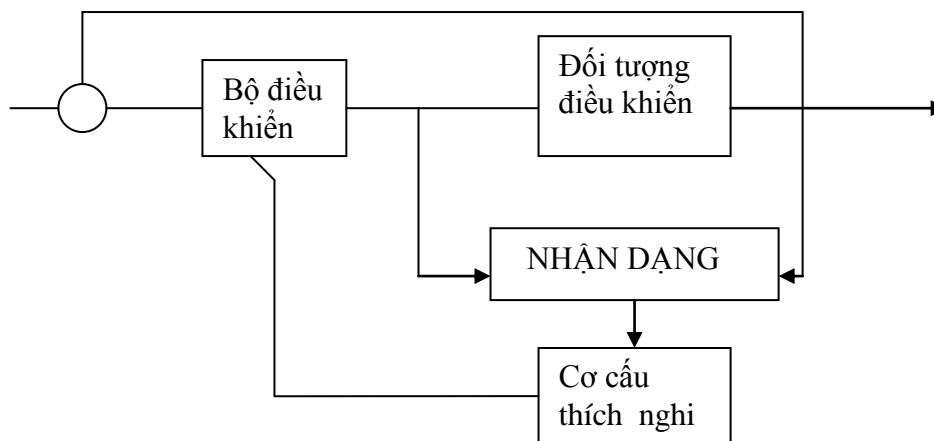 Bộ điều
khiển
Đối tượng
điều khiển
NHẬN DẠNG
Cơ cấu
thích nghi